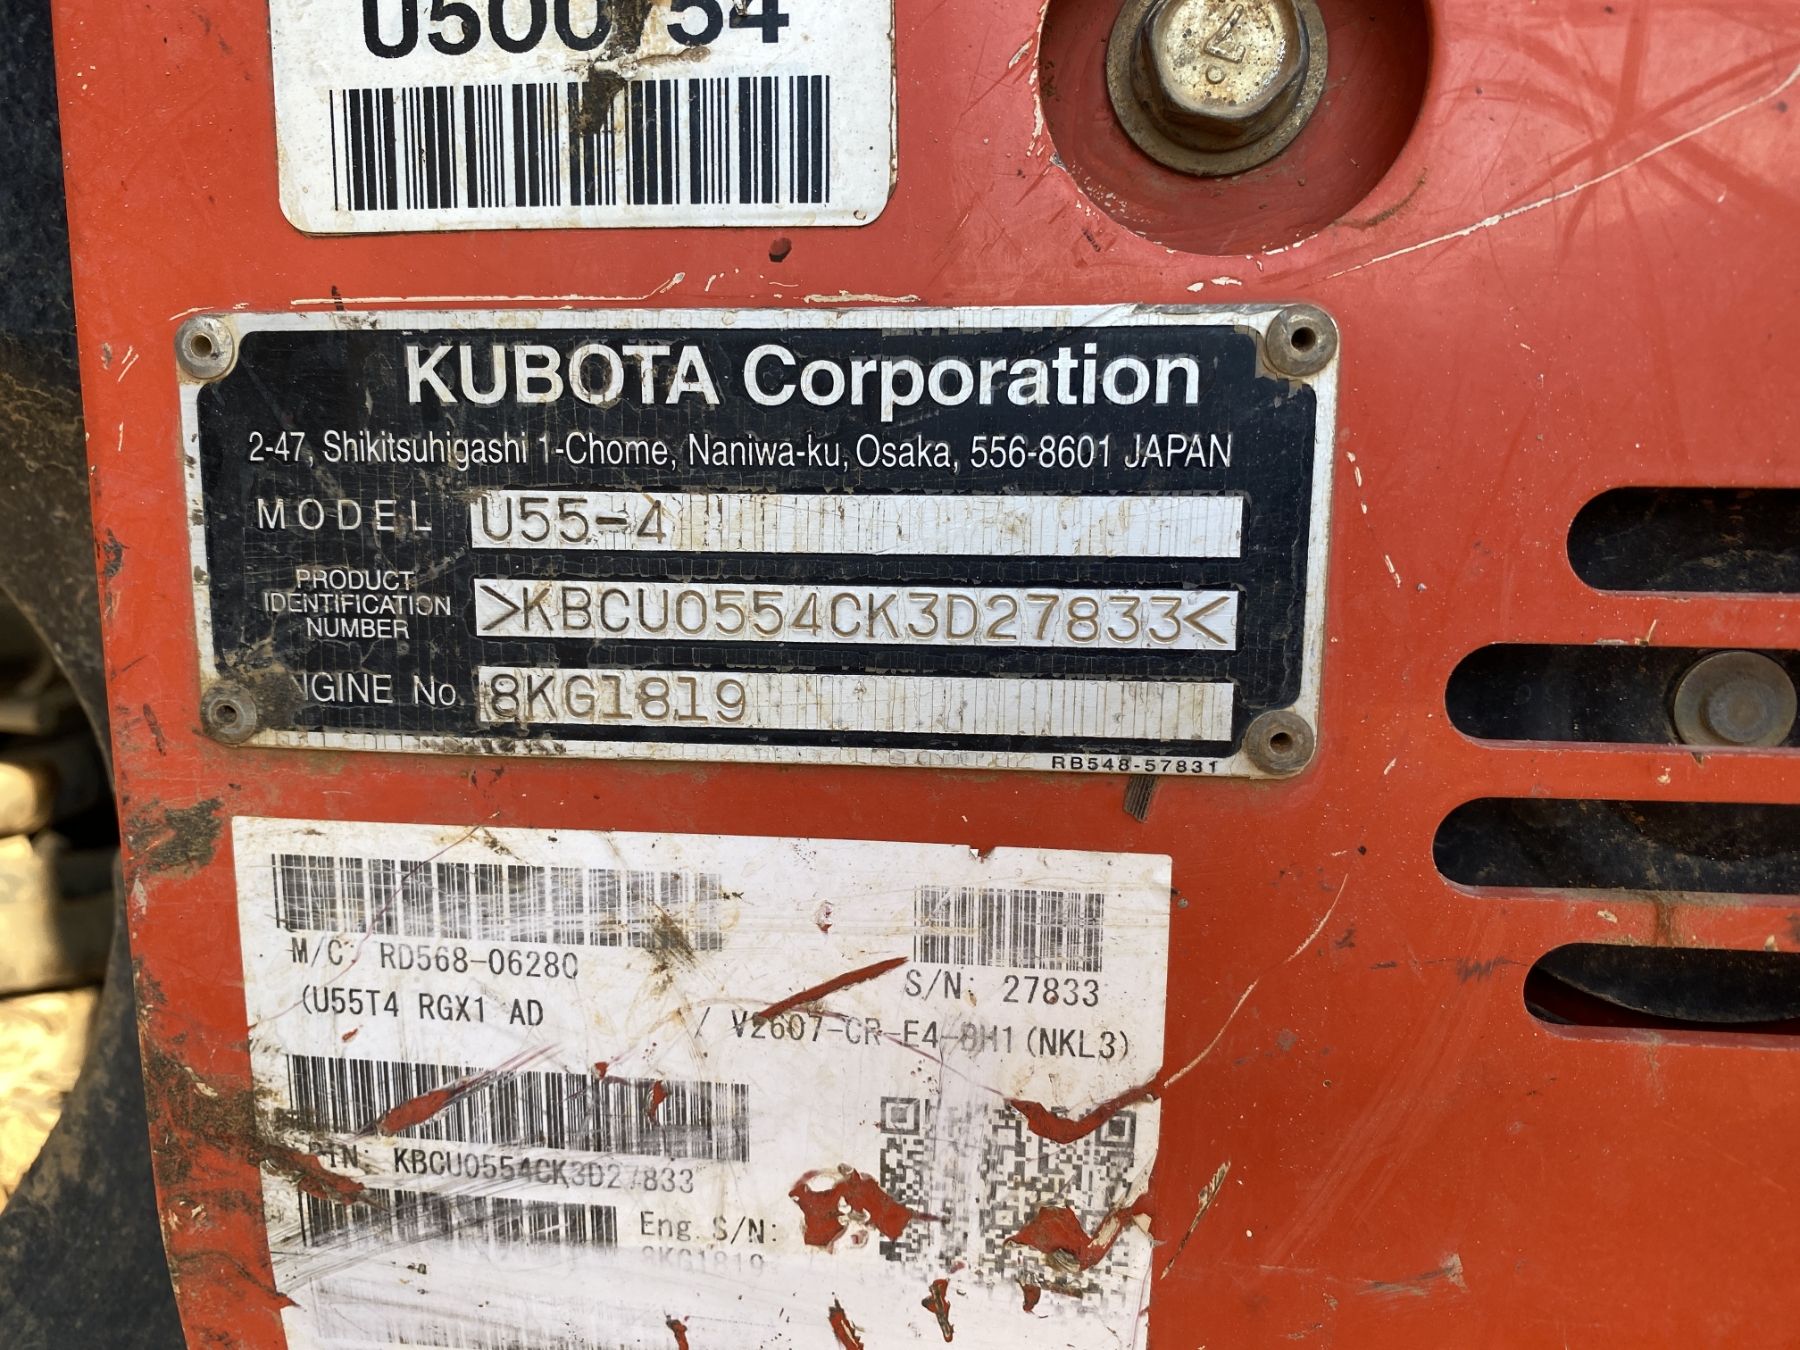 KUBOTA Corporation
2-47, Shikitsuhigashi 1-Chome, Naniwa-ku, Osaka, 556-8601 JAPAN
MODEL U55-4
PRODUCT IDENTIFICATION NUMBER >KBCU0554CK3D27833<
ENGINE No. 8KG1819
RB548-57831
M/C: RD568-06280
S/N: 27833
(U55T4 RGX1 AD / V2607-CR-E4-BH1 (NKL3)
PIN: KBCU0554CK3D27833
Eng. S/N:
8KG1819